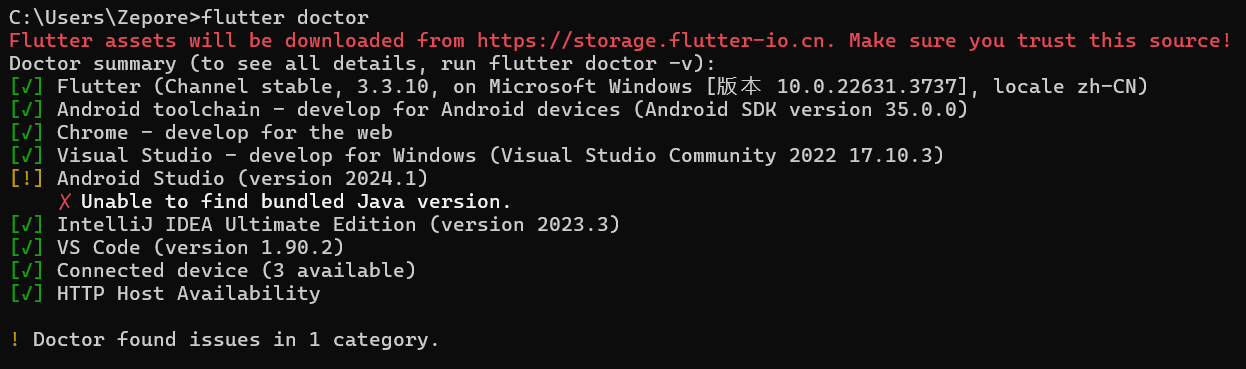 C:\Users\Zepore>flutter doctor
Flutter assets will be downloaded from https://storage.flutter-io.cn. Make sure you trust this source!
Doctor summary (to see all details, run flutter doctor -v):
[√] Flutter (Channel stable, 3.3.10, on Microsoft Windows [版本 10.0.22631.3737], locale zh-CN)
[√] Android toolchain - develop for Android devices (Android SDK version 35.0.0)
[√] Chrome - develop for the web
[√] Visual Studio - develop for Windows (Visual Studio Community 2022 17.10.3)
[!] Android Studio (version 2024.1)
    X Unable to find bundled Java version.
[√] IntelliJ IDEA Ultimate Edition (version 2023.3)
[√] VS Code (version 1.90.2)
[√] Connected device (3 available)
[√] HTTP Host Availability
! Doctor found issues in 1 category.